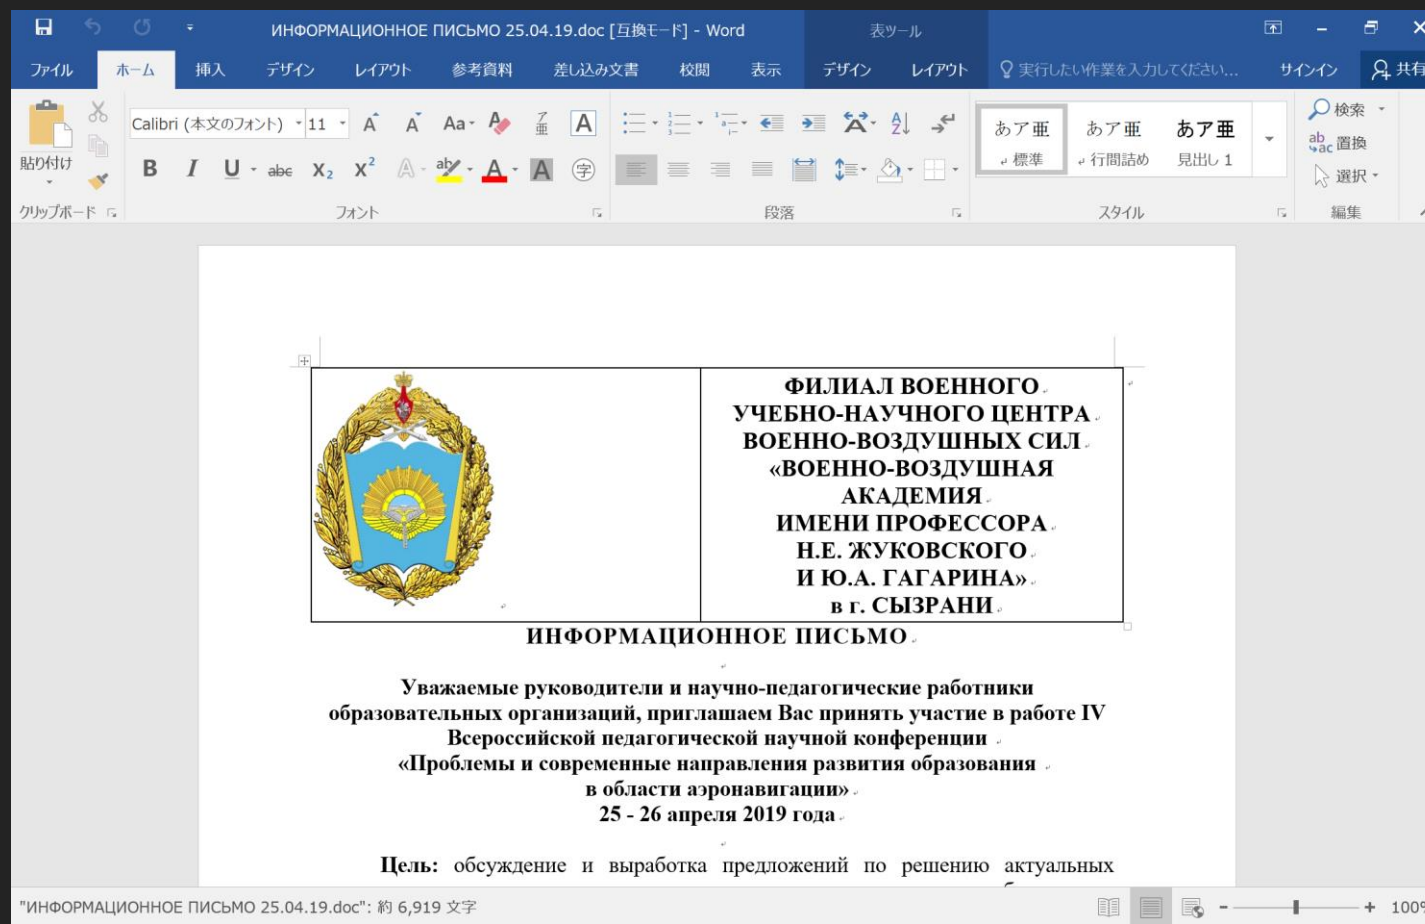 ИНФОРМАЦИОННОЕ ПИСЬМО 25.04.19.doc [互換モード] - Word
表ツール
ファイル ホーム 挿入 デザイン レイアウト 参考資料 差し込み文書 校閲 表示 デザイン レイアウト 実行したい作業を入力してください... サインイン 共有
貼り付け
Calibri (本文のフォント) 11
あア亜 あア亜 あア亜
標準 行間詰め 見出し 1
検索
置換
選択
クリップボード フォント 段落 スタイル 編集
ФИЛИАЛ ВОЕННОГО
УЧЕБНО-НАУЧНОГО ЦЕНТРА
ВОЕННО-ВОЗДУШНЫХ СИЛ
«ВОЕННО-ВОЗДУШНАЯ
АКАДЕМИЯ
ИМЕНИ ПРОФЕССОРА
Н.Е. ЖУКОВСКОГО
И Ю.А. ГАГАРИНА»
в г. СЫЗРАНИ
ИНФОРМАЦИОННОЕ ПИСЬМО
Уважаемые руководители и научно-педагогические работники
образовательных организаций, приглашаем Вас принять участие в работе IV
Всероссийской педагогической научной конференции
«Проблемы и современные направления развития образования
в области аэронавигации»
25 - 26 апреля 2019 года
Цель: обсуждение и выработка предложений по решению актуальных
"ИНФОРМАЦИОННОЕ ПИСЬМО 25.04.19.doc": 約 6,919 文字
100%